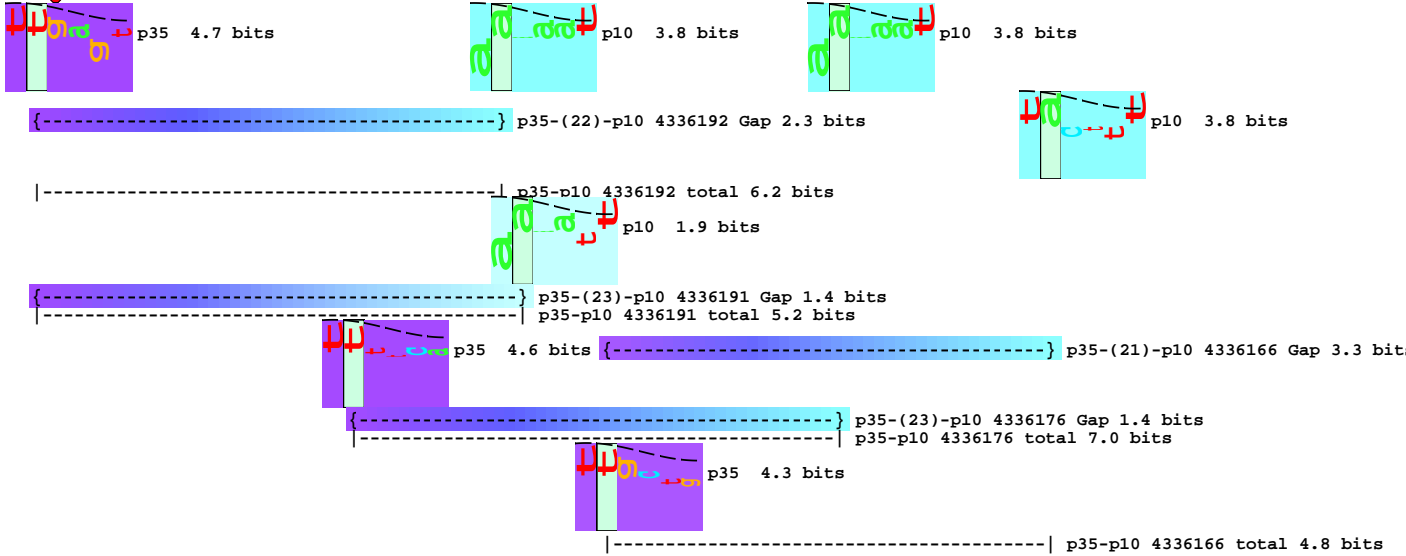 ttgagt p35 4.7 bits
p10 3.8 bits
p10 3.8 bits
p10 3.8 bits
{----------------------------------------------} p35-(22)-p10 4336192 Gap 2.3 bits
|----------------------------------------------| p35-p10 4336192 total 6.2 bits
p10 1.9 bits
{------------------------------------------------} p35-(23)-p10 4336191 Gap 1.4 bits
|------------------------------------------------| p35-p10 4336191 total 5.2 bits
p35 4.6 bits
{--------------------------------------------} p35-(21)-p10 4336166 Gap 3.3 bits
{------------------------------------------------} p35-(23)-p10 4336176 Gap 1.4 bits
|------------------------------------------------| p35-p10 4336176 total 7.0 bits
ttgctg p35 4.3 bits
|--------------------------------------------| p35-p10 4336166 total 4.8 bits